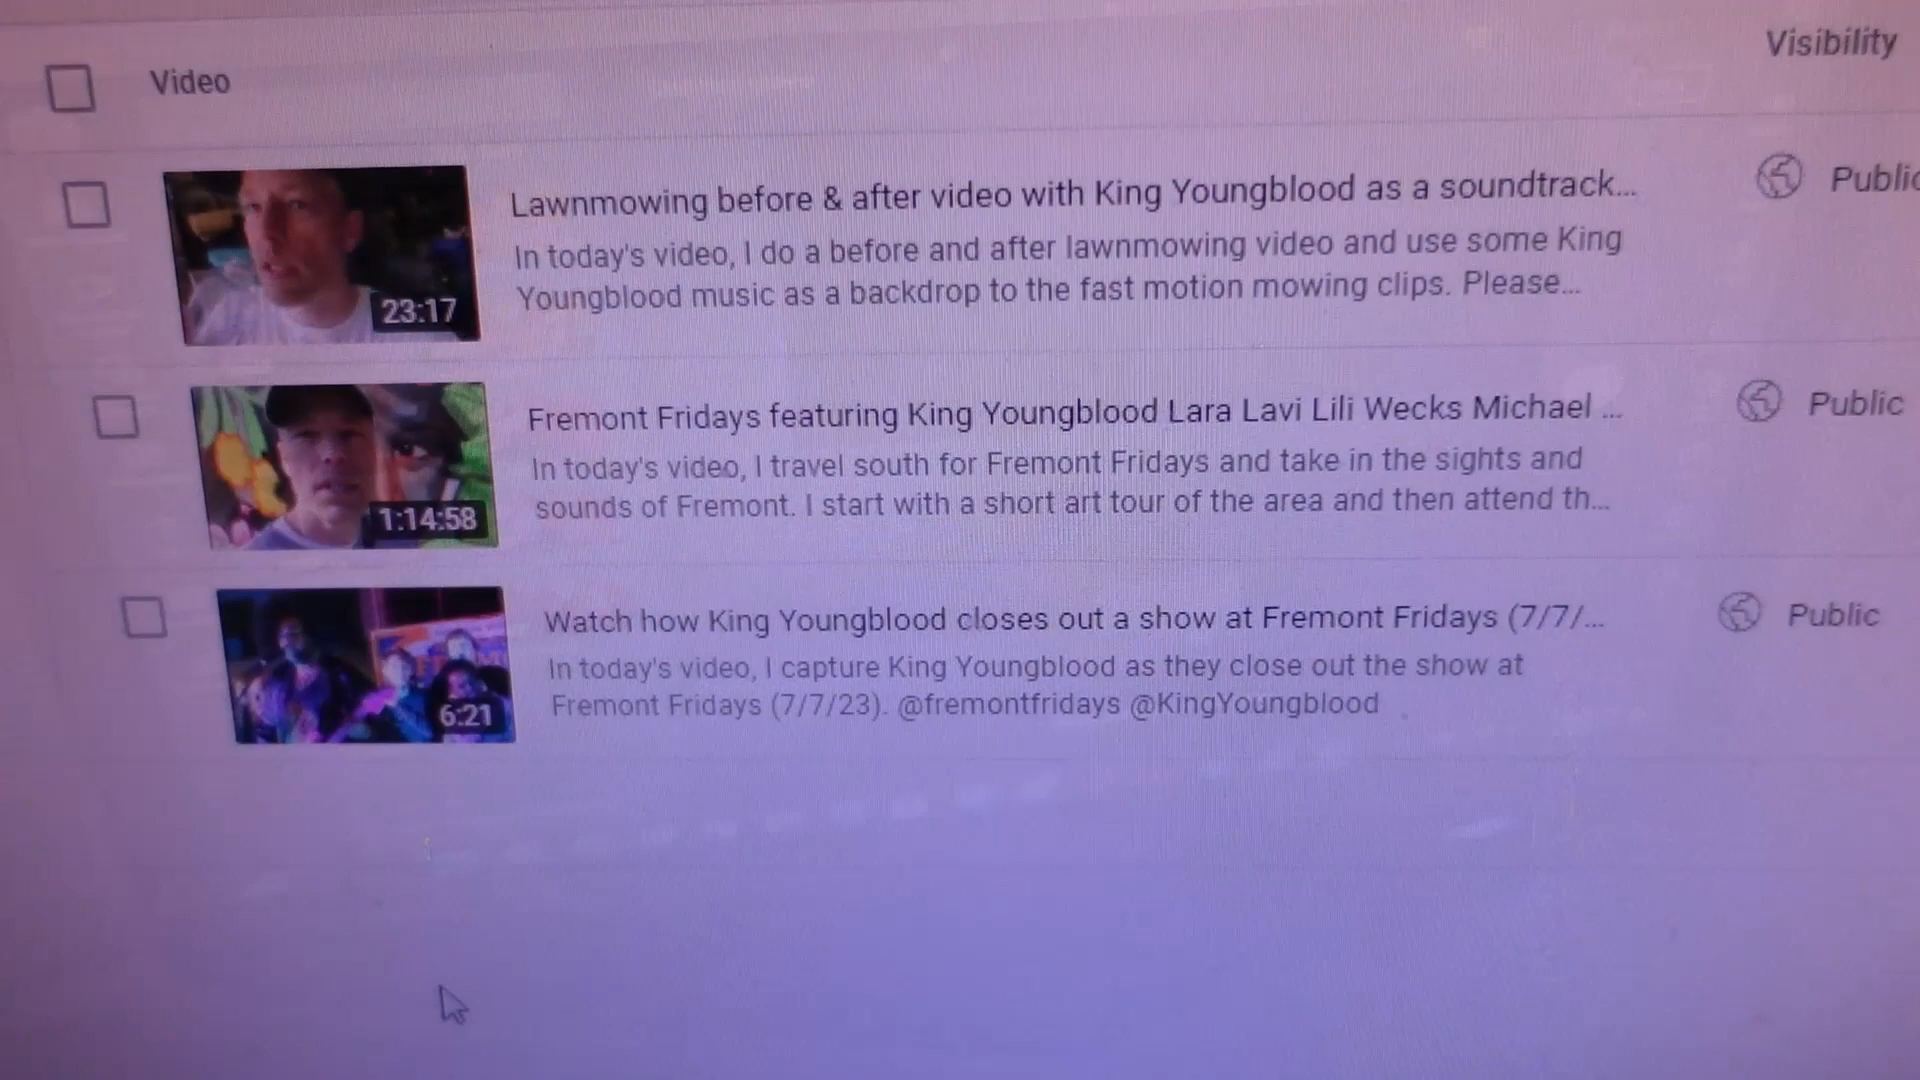 Video
Visibility
Lawnmowing before & after video with King Youngblood as a soundtrack...
In today's video, I do a before and after lawnmowing video and use some King
Youngblood music as a backdrop to the fast motion mowing clips. Please...
23:17
Public
Fremont Fridays featuring King Youngblood Lara Lavi Lili Wecks Michael ...
In today's video, I travel south for Fremont Fridays and take in the sights and
sounds of Fremont. I start with a short art tour of the area and then attend th...
1:14:58
Public
Watch how King Youngblood closes out a show at Fremont Fridays (7/7/...
In today's video, I capture King Youngblood as they close out the show at
Fremont Fridays (7/7/23). @fremontfridays @KingYoungblood
6:21
Public